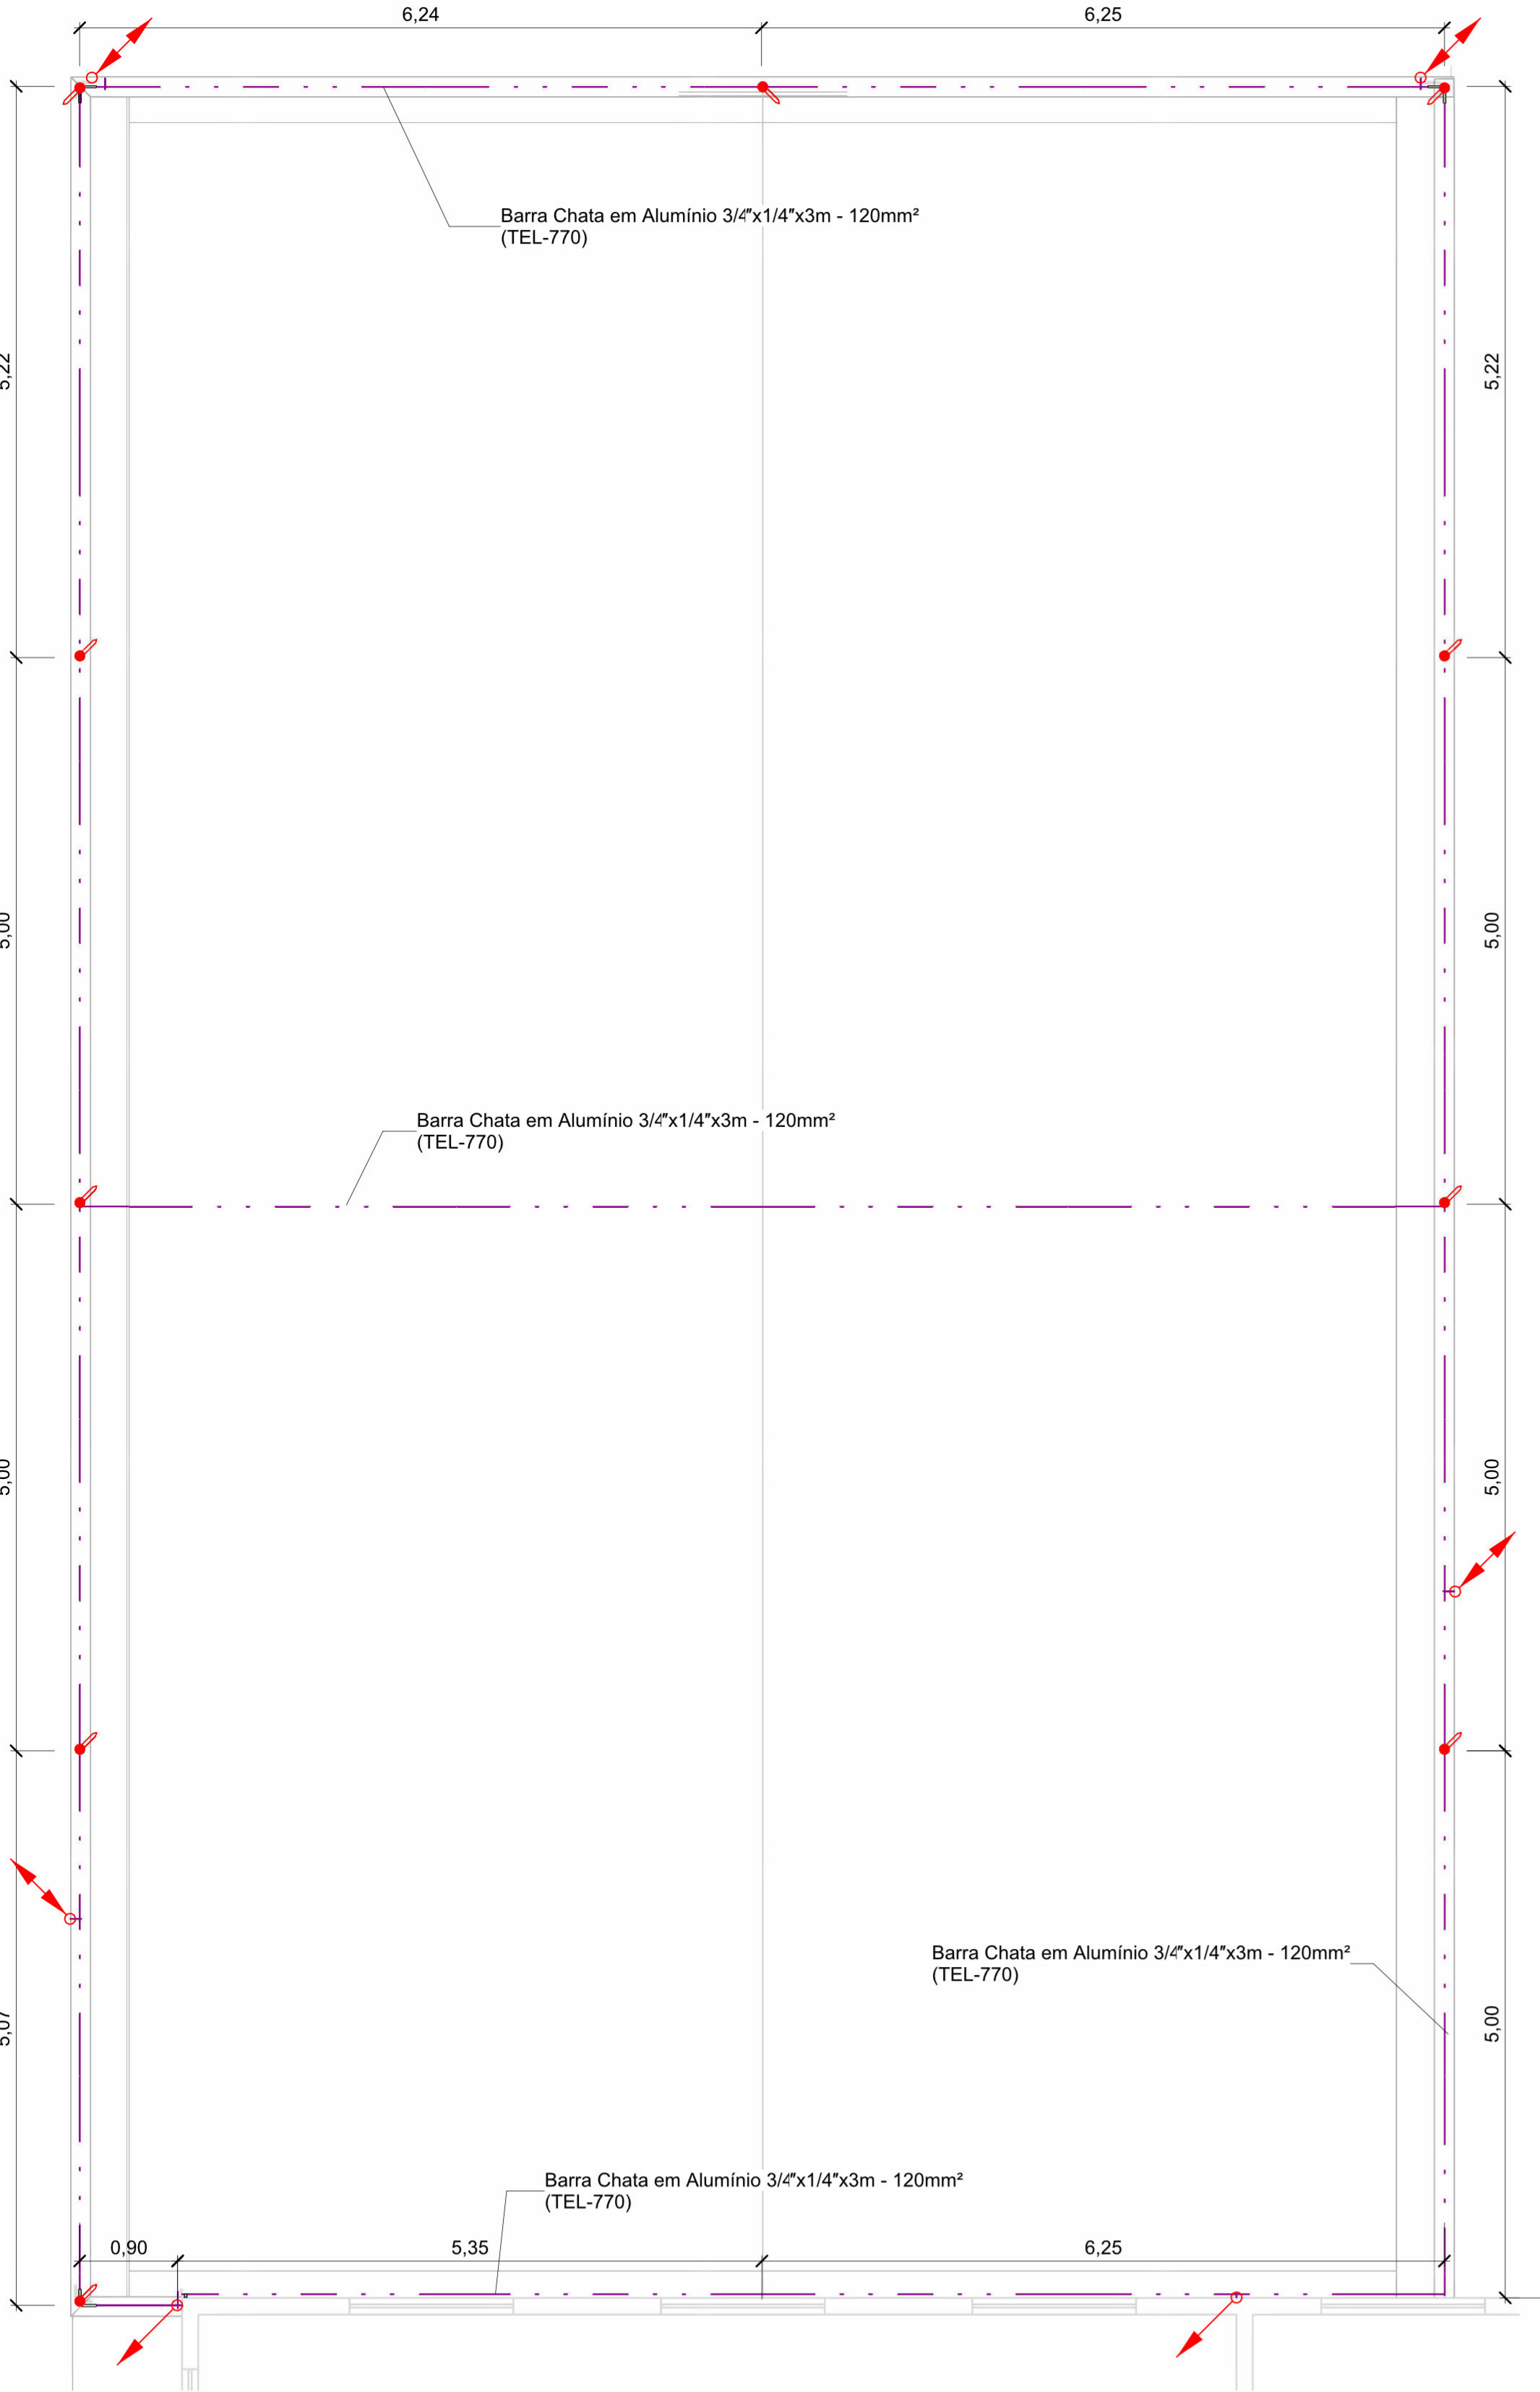 6,24
6,25
Barra Chata em Alumínio 3/4"x1/4"x3m - 120mm²
(TEL-770)
5,22
5,22
5,00
5,00
Barra Chata em Alumínio 3/4"x1/4"x3m - 120mm²
(TEL-770)
5,00
5,00
Barra Chata em Alumínio 3/4"x1/4"x3m - 120mm²
(TEL-770)
5,07
5,00
Barra Chata em Alumínio 3/4"x1/4"x3m - 120mm²
(TEL-770)
0,90
5,35
6,25